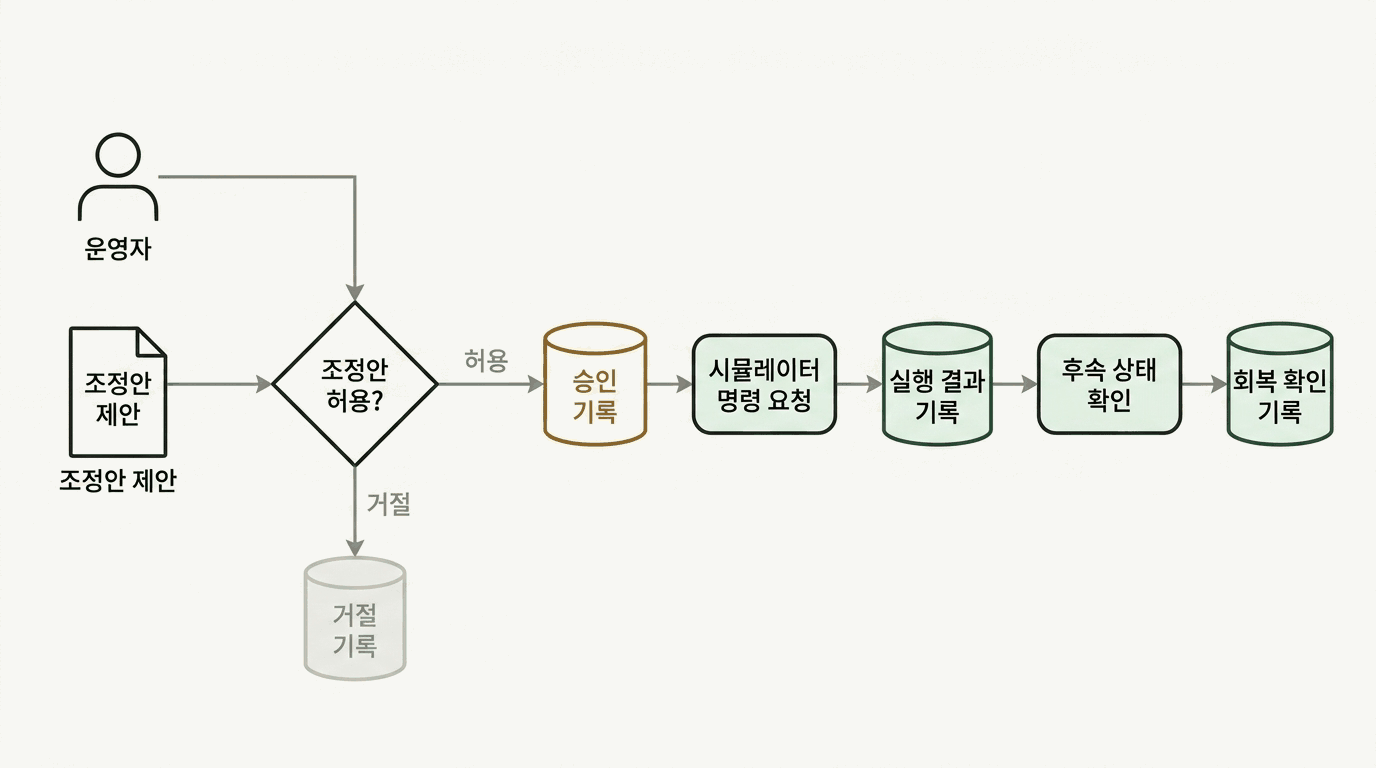 운영자
조정안
제안
조정안 제안
조정안
허용?
허용
거절
거절
기록
승인
기록
시뮬레이터
명령 요청
실행 결과
기록
후속 상태
확인
회복 확인
기록